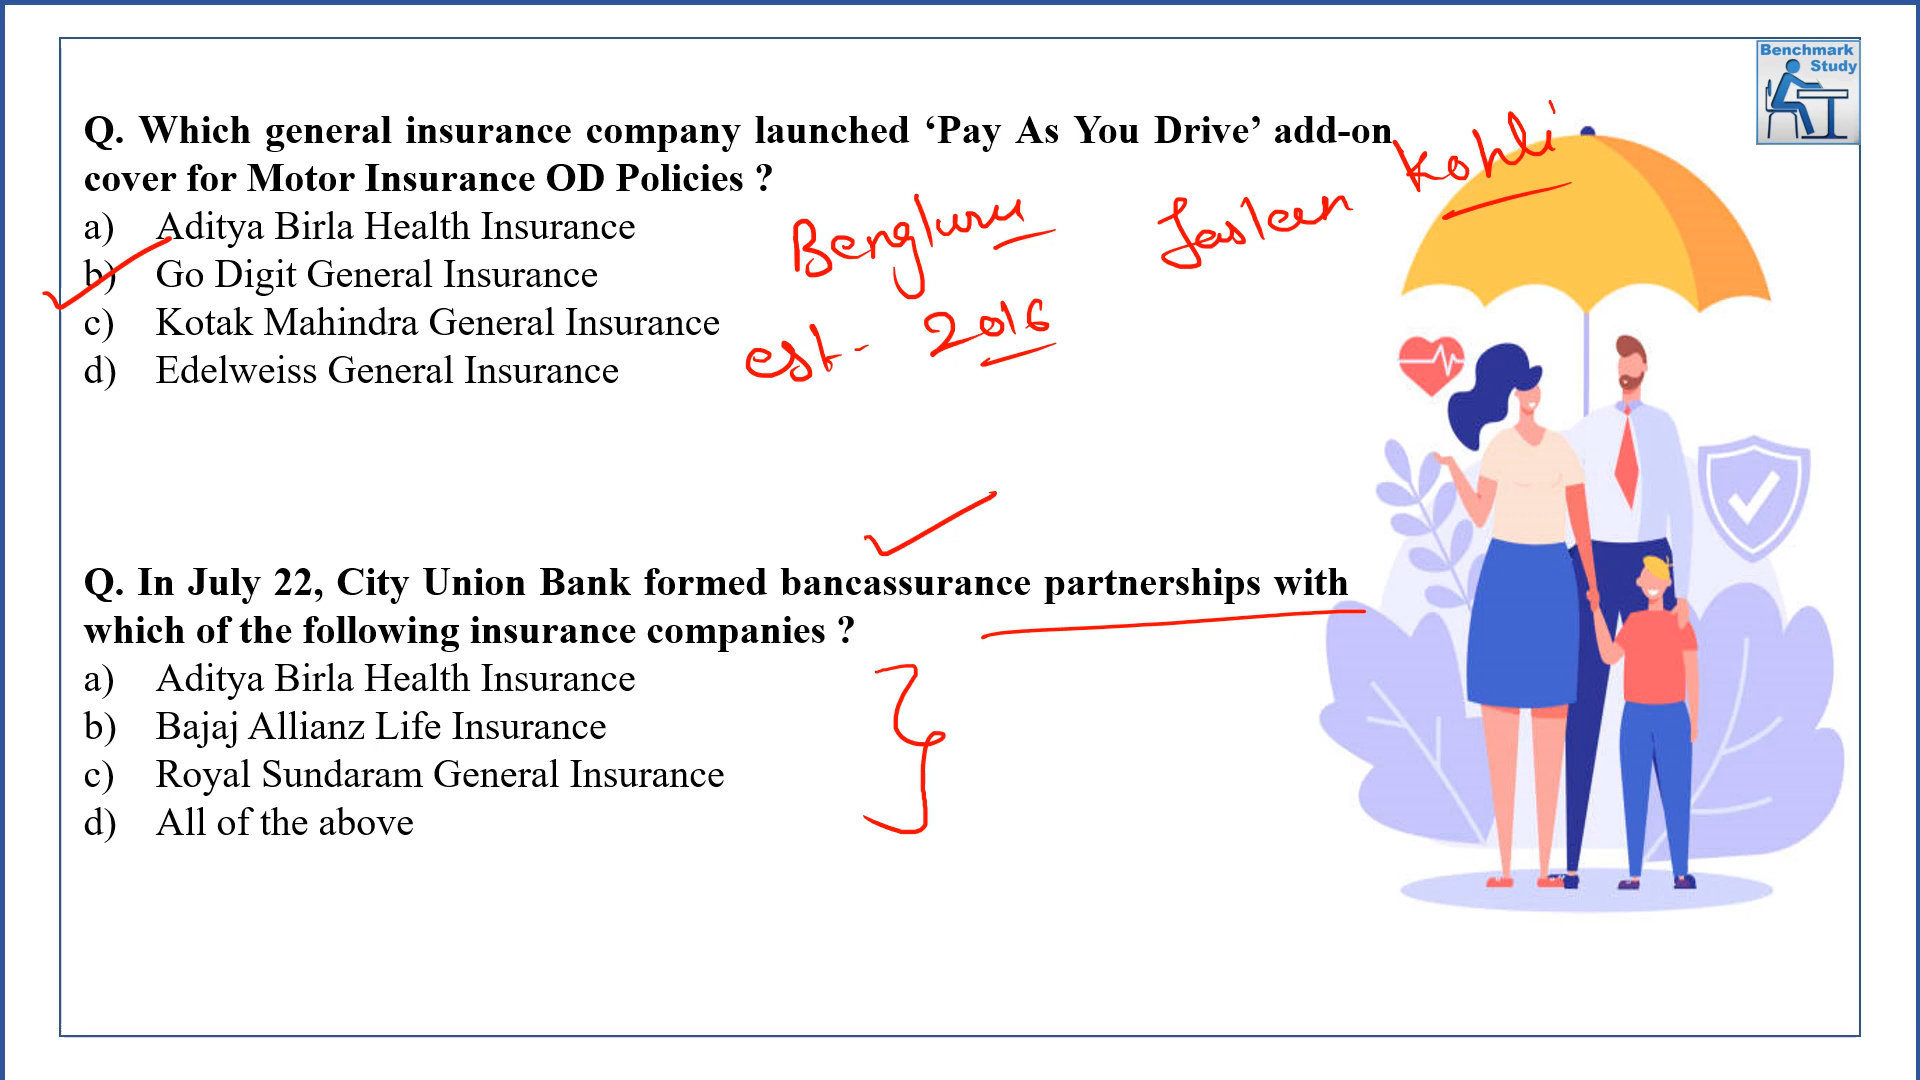 Benchmark
Study
Q. Which general insurance company launched ‘Pay As You Drive’ add-on
cover for Motor Insurance OD Policies ?
a) Aditya Birla Health Insurance
b) Go Digit General Insurance
c) Kotak Mahindra General Insurance
d) Edelweiss General Insurance
Bengluru
Jasleen Kohli
est- 2016
Q. In July 22, City Union Bank formed bancassurance partnerships with
which of the following insurance companies ?
a) Aditya Birla Health Insurance
b) Bajaj Allianz Life Insurance
c) Royal Sundaram General Insurance
d) All of the above